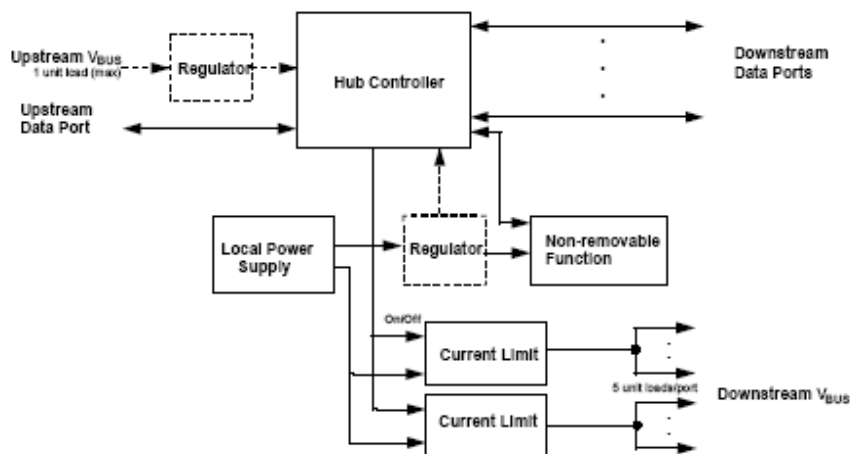 Upstream VBUS
1 unit load (max)
Regulator
Hub Controller
Downstream
Data Ports
Upstream
Data Port
Local Power
Supply
Regulator
Non-removable
Function
On/Off
Current Limit
5 unit loads/port
Downstream VBUS
Current Limit